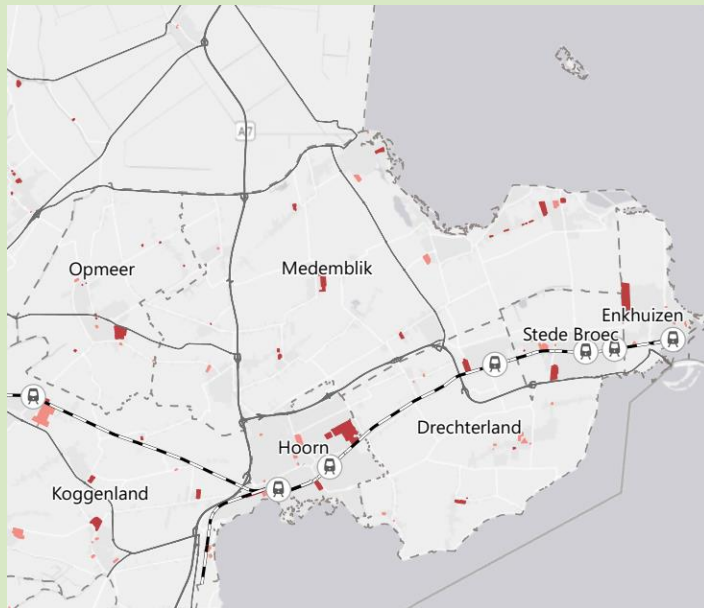 A7
Opmeer
Medemblik
Enkhuizen
Stede Broec
Drechterland
Hoorn
Koggenland